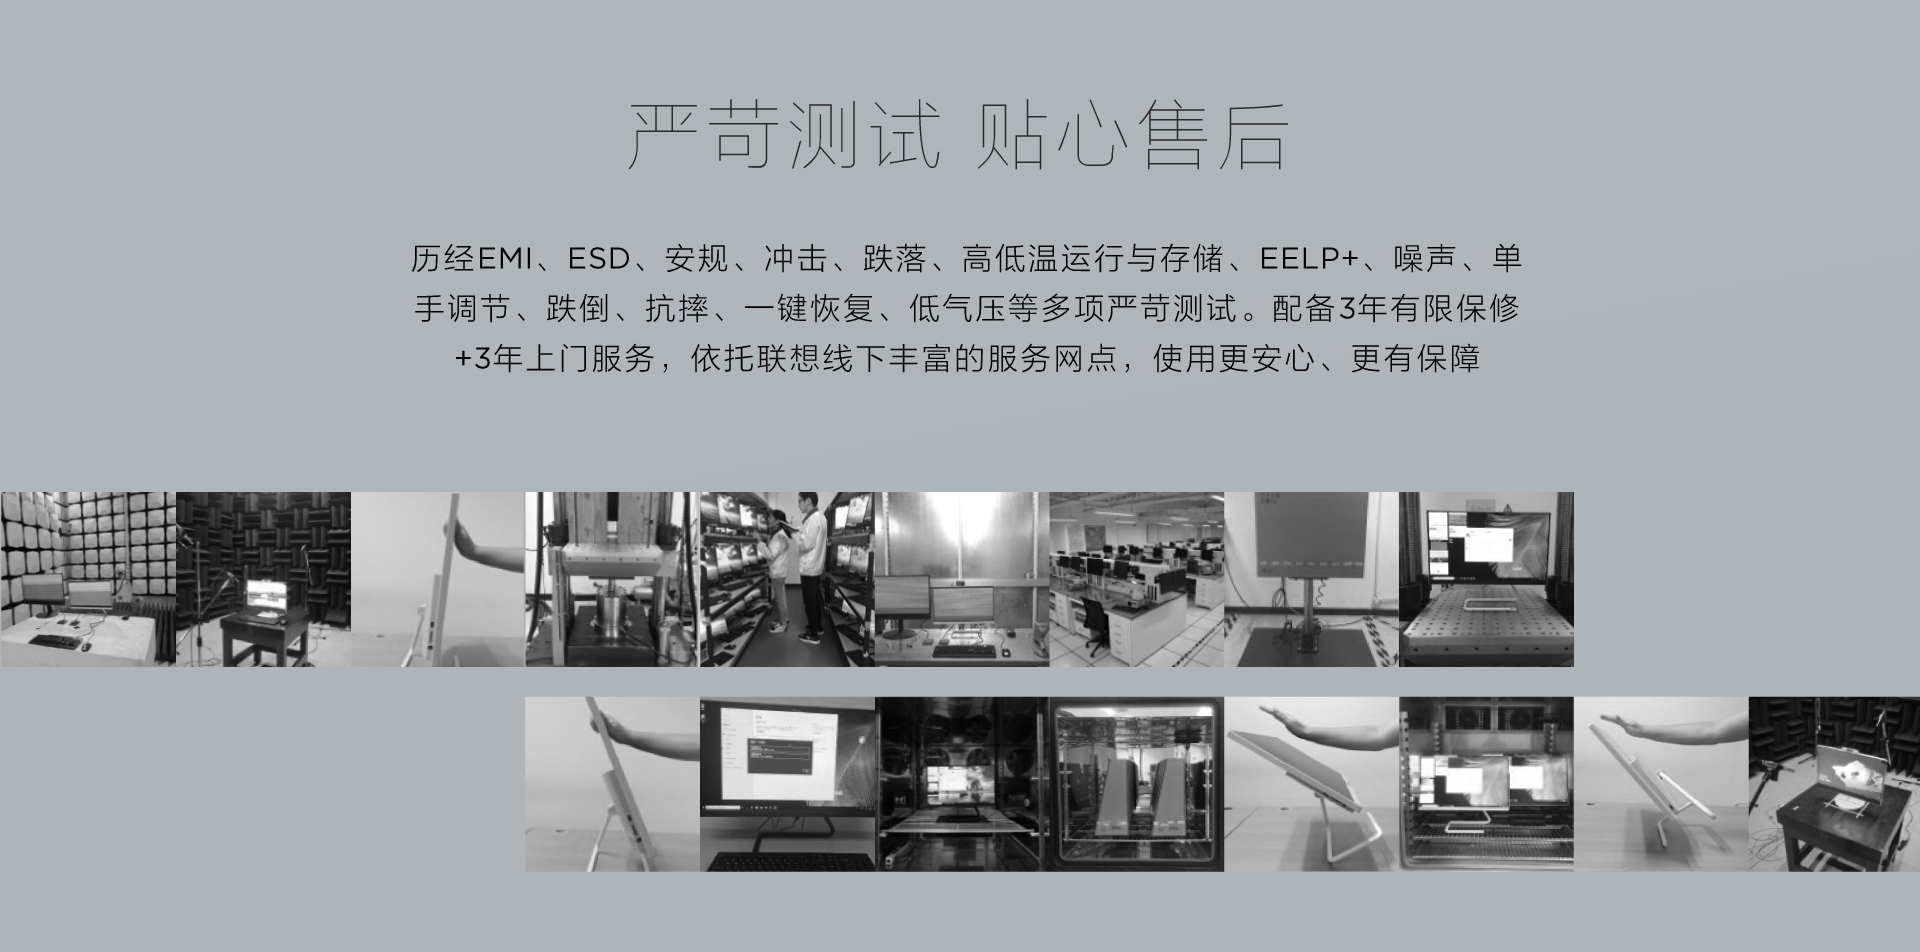 严苛测试 贴心售后
历经EMI、ESD、安规、冲击、跌落、高低温运行与存储、EELP+、噪声、单
手调节、跌倒、抗摔、一键恢复、低气压等多项严苛测试。配备3年有限保修
+3年上门服务，依托联想线下丰富的服务网点，使用更安心、更有保障